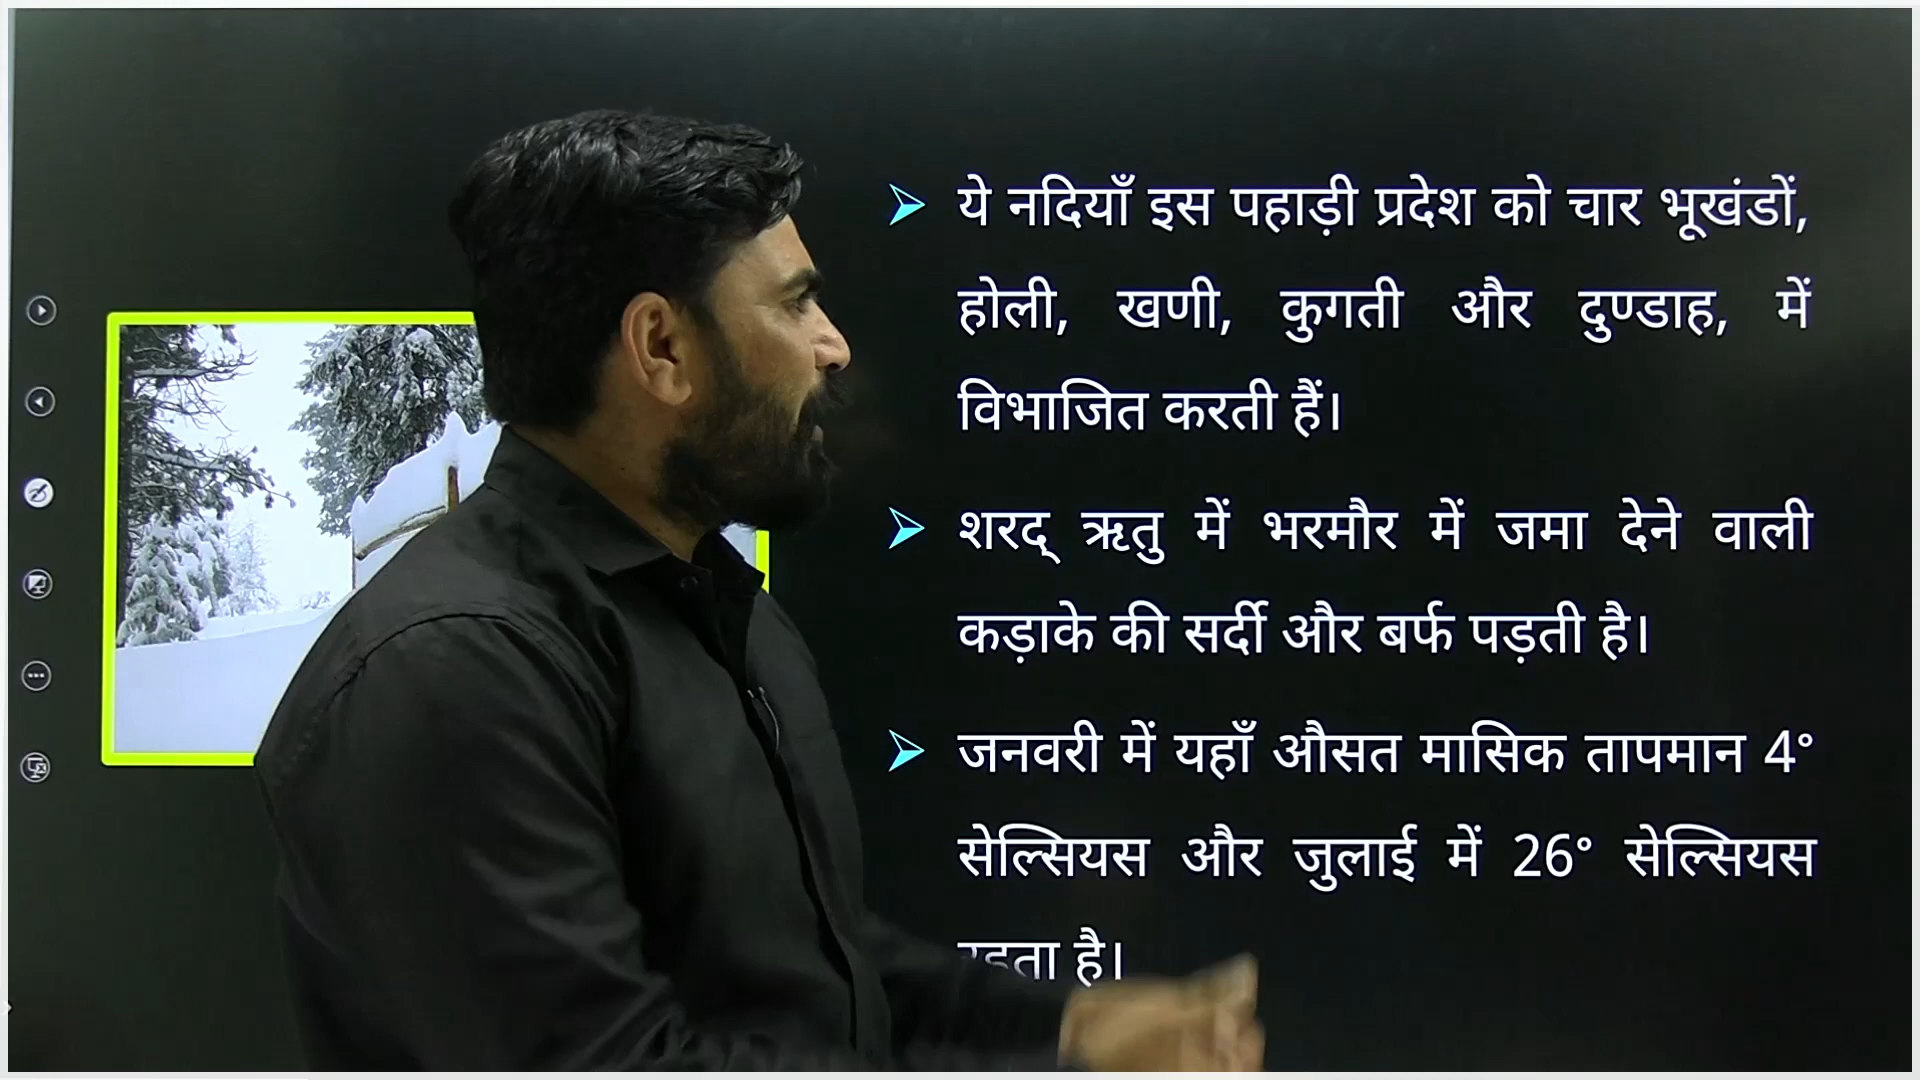 ये नदियाँ इस पहाड़ी प्रदेश को चार भूखंडों,
होली, खणी, कुगती और दुण्डाह, में
विभाजित करती हैं।
शरद् ऋतु में भरमौर में जमा देने वाली
कड़ाके की सर्दी और बर्फ पड़ती है।
जनवरी में यहाँ औसत मासिक तापमान 4°
सेल्सियस और जुलाई में 26° सेल्सियस
रहता है।